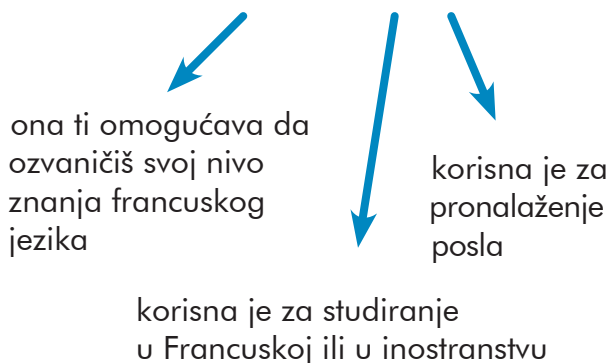 ona ti omogućava da
ozvaničiš svoj nivo
znanja francuskog
jezika
korisna je za
pronalaženje
posla
korisna je za studiranje
u Francuskoj ili u inostranstvu